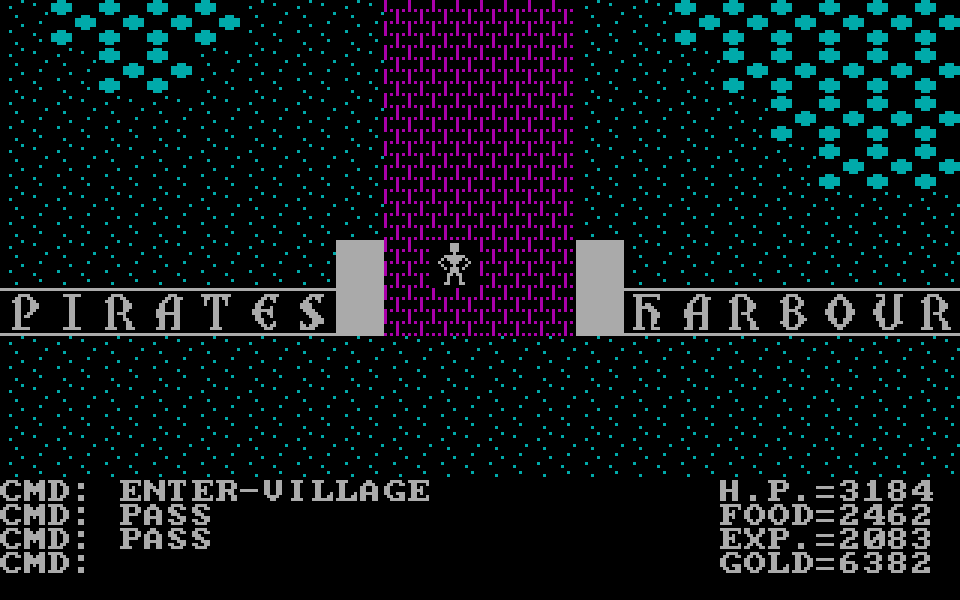 PIRATES HARBOUR
CMD: ENTER-VILLAGE H.P.=3184
CMD: PASS FOOD=2462
CMD: PASS EXP.=2083
CMD: GOLD=6382